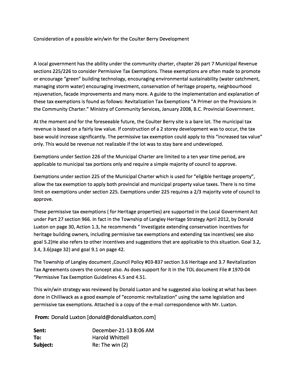 Consideration of a possible win/win for the Coulter Berry Development
A local government has the ability under the community charter, chapter 26 part 7 Municipal Revenue
sections 225/226 to consider Permissive Tax Exemptions. These exemptions are often made to promote
or encourage "green" building technology, encouraging environmental sustainability (water catchment,
managing storm water) encouraging investment, conservation of heritage property, neighbourhood
rejuvenation, facade improvements and many more. A guide to the implementation and explanation of
these tax exemptions is found as follows: Revitalization Tax Exemptions "A Primer on the Provisions in
the Community Charter." Ministry of Community Services, January 2008, B.C. Provincial Government.
At the moment and for the foreseeable future, the Coulter Berry site is a bare lot. The municipal tax
revenue is based on a fairly low value. If construction of a 2 storey development was to occur, the tax
base would increase significantly. The permissive tax exemption could apply to this "increased tax value"
only. This would be revenue not realizable if the lot was to stay bare and undeveloped.
Exemptions under Section 226 of the Municipal Charter are limited to a ten year time period, are
applicable to municipal tax portions only and require a simple majority of council to approve.
Exemptions under section 225 of the Municipal Charter which is used for "eligible heritage property",
allow the tax exemption to apply both provincial and municipal property value taxes. There is no time
limit on exemptions under section 225. Exemptions under 225 requires a 2/3 majority vote of council to
approve.
These permissive tax exemptions ( for Heritage properties) are supported in the Local Government Act
under Part 27 section 966. In fact in the Township of Langley Heritage Strategy April 2012, by Donald
Luxton on page 30, Action 1.3, he recommends " Investigate extending conservation incentives for
heritage building owners, including permissive tax exemptions and extending tax incentives( see also
goal 5.2)He also refers to other incentives and suggestions that are applicable to this situation. Goal 3.2,
3.4, 3.6(page 32) and goal 9.1 on page 42.
The Township of Langley document ,Council Policy #03-837 section 3.6 Heritage and 3.7 Revitalization
Tax Agreements covers the concept also. As does support for it in the TOL document File # 1970-04
"Permissive Tax Exemption Guidelines 4.5 and 4.51.
This win/win strategy was reviewed by Donald Luxton and he suggested also looking at what has been
done in Chilliwack as a good example of "economic revitalization" using the same legislation and
permissive tax exemptions. Attached is a copy of the e-mail correspondence with Mr. Luxton.
From: Donald Luxton [donald@donaldluxton.com]
Sent: December-21-13 8:06 AM
To: Harold Whittell
Subject: Re: The win (2)